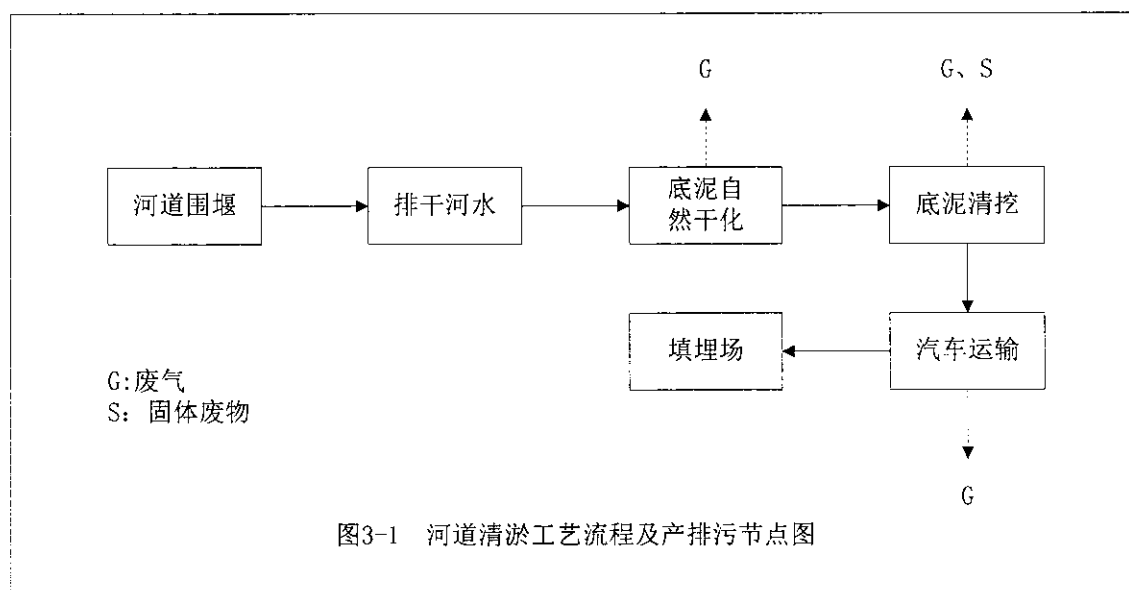 G
G、S
河道围堰
排干河水
底泥自
然干化
底泥清挖
填埋场
汽车运输
G:废气
S: 固体废物
G
图3-1 河道清淤工艺流程及产排污节点图